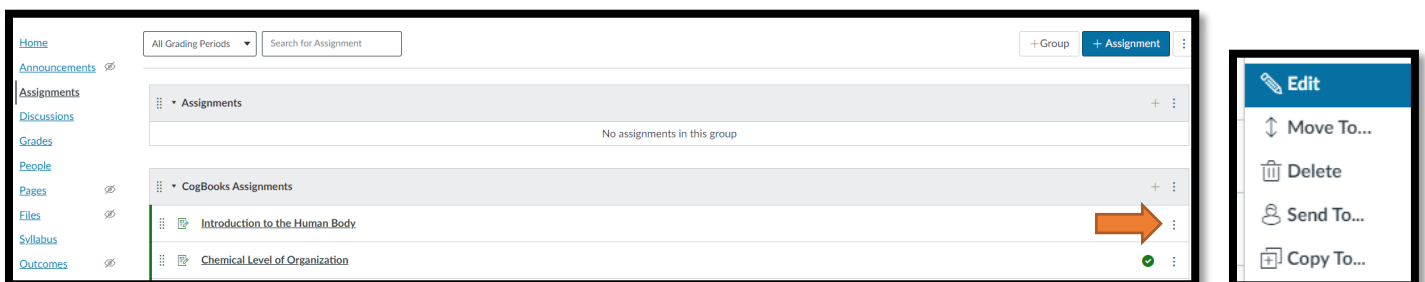 Home
Announcements
Assignments
Discussions
Grades
People
Pages
Files
Syllabus
Outcomes
All Grading Periods
Search for Assignment
+Group
+ Assignment
Assignments
No assignments in this group
CogBooks Assignments
Introduction to the Human Body
Chemical Level of Organization
Edit
Move To...
Delete
Send To...
Copy To...